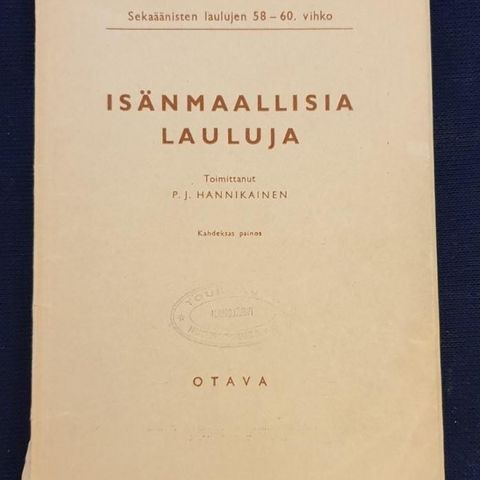 Sekaäänisten laulujen 58 – 60. vihko
ISÄNMAALLISIA
LAULUJA
Toimittanut
P. J. HANNIKAINEN
Kahdeksas painos
OTAVA